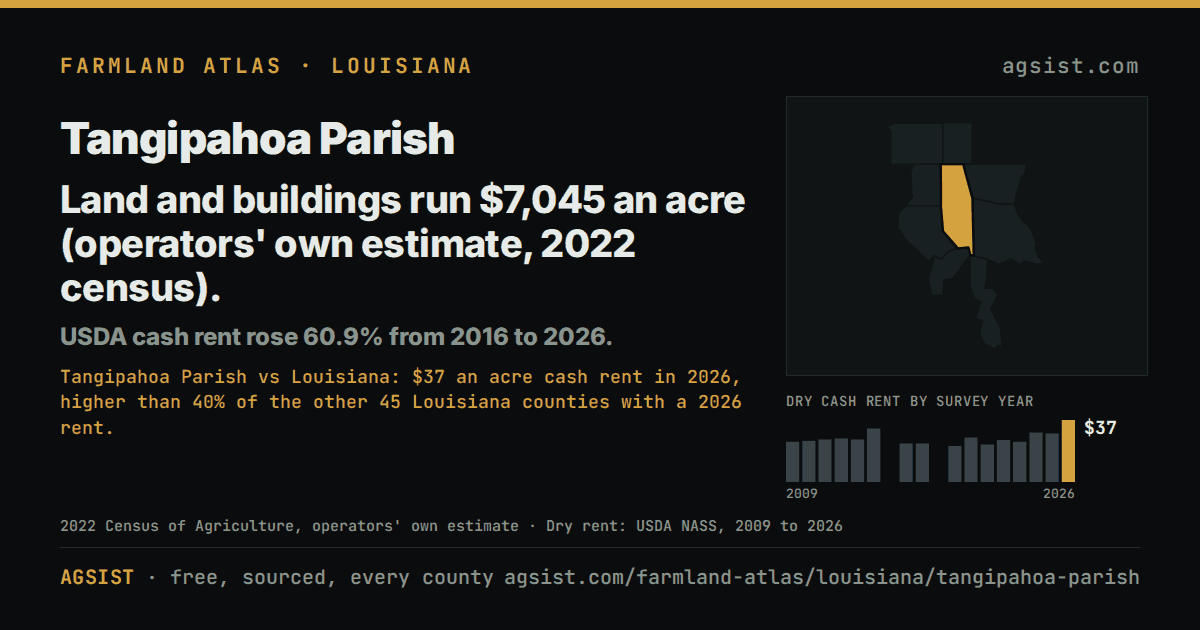 FARMLAND ATLAS · LOUISIANA
agsist.com
Tangipahoa Parish
Land and buildings run $7,045 an acre
(operators' own estimate, 2022
census).
USDA cash rent rose 60.9% from 2016 to 2026.
Tangipahoa Parish vs Louisiana: $37 an acre cash rent in 2026,
higher than 40% of the other 45 Louisiana counties with a 2026
rent.
DRY CASH RENT BY SURVEY YEAR
$37
2009
2026
2022 Census of Agriculture, operators' own estimate · Dry rent: USDA NASS, 2009 to 2026
AGSIST · free, sourced, every county
agsist.com/farmland-atlas/louisiana/tangipahoa-parish